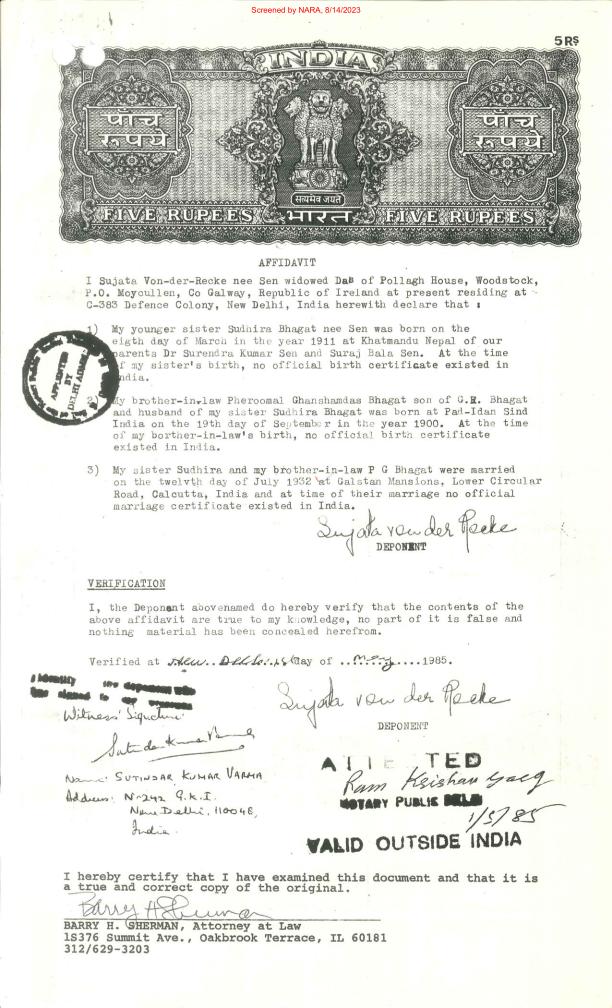 Screened by NARA, 8/14/2023
5 RS
INDIA
पाँच
रूपये
पाँच
रूपये
सत्यमेव जयते
FIVE RUPEES भारत FIVE RUPEES
AFFIDAVIT
I Sujata Von-der-Recke nee Sen widowed Das of Pollagh House, Woodstock,
P.O. Moycullen, Co Galway, Republic of Ireland at present residing at
C-383 Defence Colony, New Delhi, India herewith declare that :
1) My younger sister Sudhira Bhagat nee Sen was born on the
eigth day of March in the year 1911 at Khatmandu Nepal of our
parents Dr Surendra Kumar Sen and Suraj Bala Sen. At the time
of my sister's birth, no official birth certificate existed in
India.
APPOINTED
BY
DELHI ADMN.
2) My brother-in-law Pheroomal Ghanshamdas Bhagat son of G.R. Bhagat
and husband of my sister Sudhira Bhagat was born at Pad-Idan Sind
India on the 19th day of September in the year 1900. At the time
of my borther-in-law's birth, no official birth certificate
existed in India.
3) My sister Sudhira and my brother-in-law P G Bhagat were married
on the twelvth day of July 1932 at Galstan Mansions, Lower Circular
Road, Calcutta, India and at time of their marriage no official
marriage certificate existed in India.
Sujata von der Recke
DEPONENT
VERIFICATION
I, the Deponent abovenamed do hereby verify that the contents of the
above affidavit are true to my knowledge, no part of it is false and
nothing material has been concealed herefrom.
Verified at New Delhi 1st day of ..May....1985.
I identify the deponent who
has signed in my presence
Witness' Signature
Sujata von der Recke
DEPONENT
Name: SUTINDAR KUMAR VARMA
Address: N-242 G.K.I.
New Delhi, 110048,
India.
ATTESTED
Ram Krishan Garg
NOTARY PUBLIC DELHI
1/5/85
VALID OUTSIDE INDIA
I hereby certify that I have examined this document and that it is
a true and correct copy of the original.
Barry H Sherman
BARRY H. SHERMAN, Attorney at Law
1S376 Summit Ave., Oakbrook Terrace, IL 60181
312/629-3203